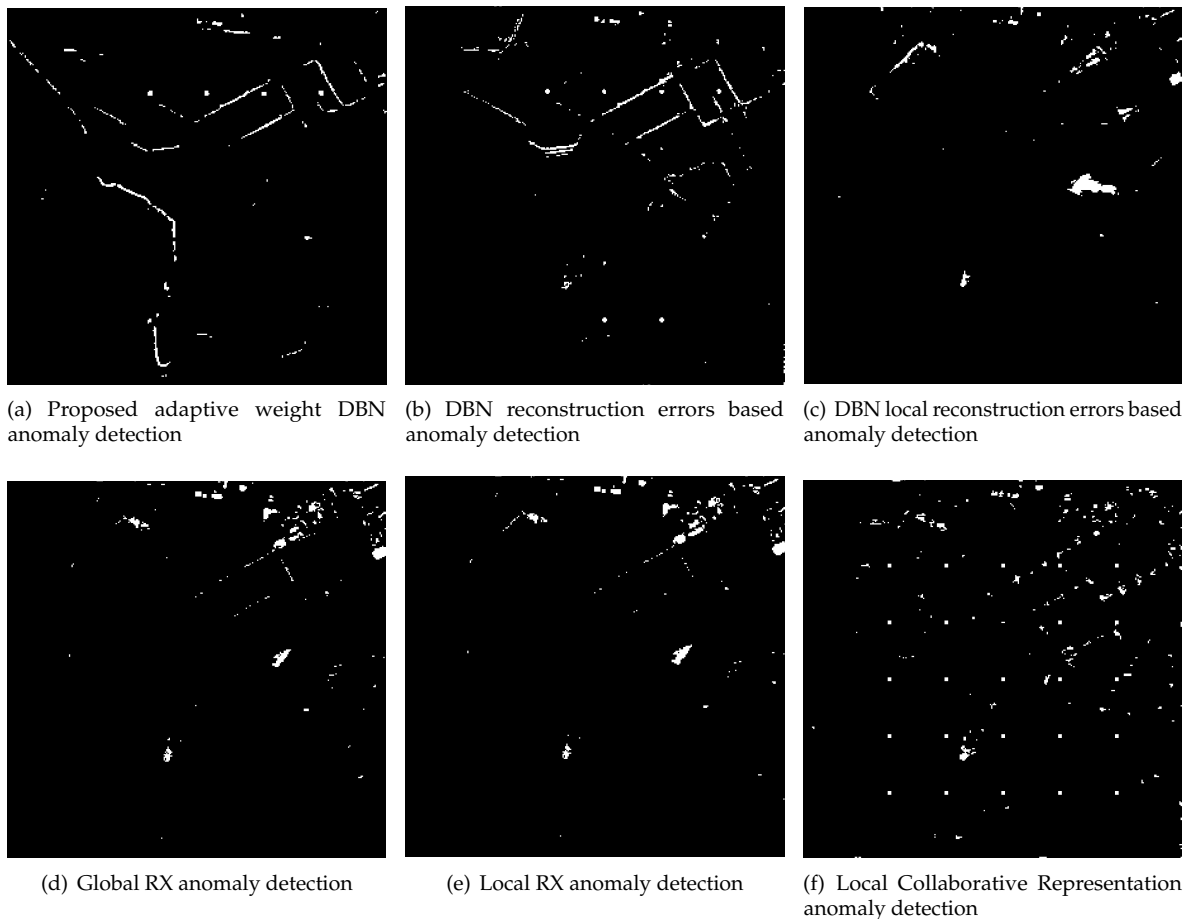 (a) Proposed adaptive weight DBN
anomaly detection
(b) DBN reconstruction errors based
anomaly detection
(c) DBN local reconstruction errors based
anomaly detection
(d) Global RX anomaly detection
(e) Local RX anomaly detection
(f) Local Collaborative Representation
anomaly detection